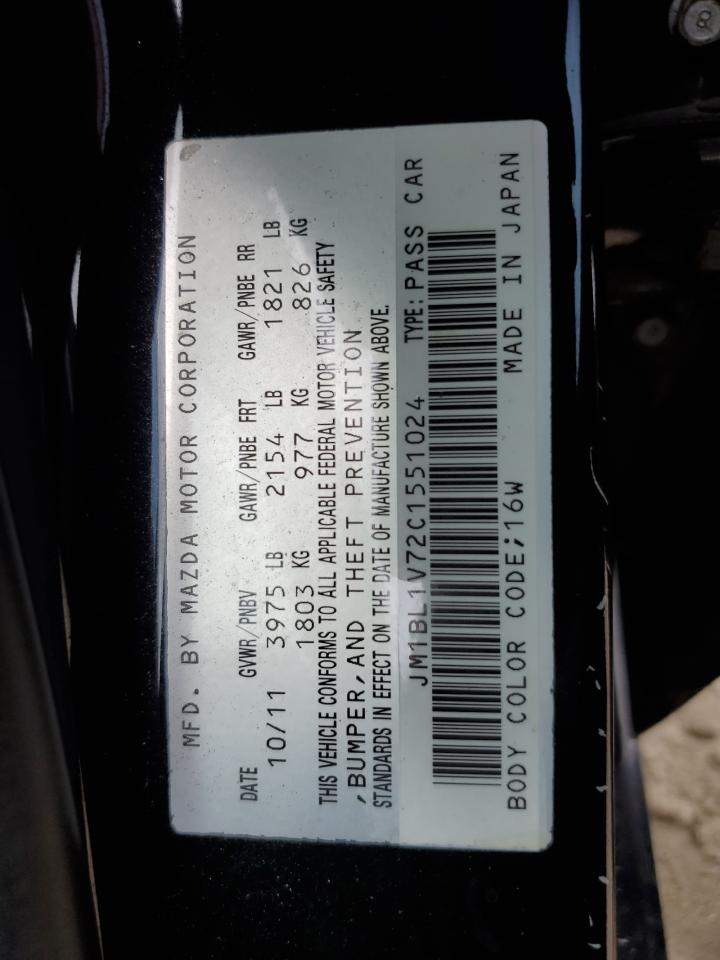 MFD. BY MAZDA MOTOR CORPORATION
DATE GVWR/PNBV GAWR/PNBE FRT GAWR/PNBE RR
10/11 3975 LB 2154 LB 1821 LB
1803 KG 977 KG 826 KG
THIS VEHICLE CONFORMS TO ALL APPLICABLE FEDERAL MOTOR VEHICLE SAFETY
,BUMPER,AND THEFT PREVENTION
STANDARDS IN EFFECT ON THE DATE OF MANUFACTURE SHOWN ABOVE.
JM1BL1V72C1551024 TYPE: PASS CAR
BODY COLOR CODE;16W MADE IN JAPAN
8